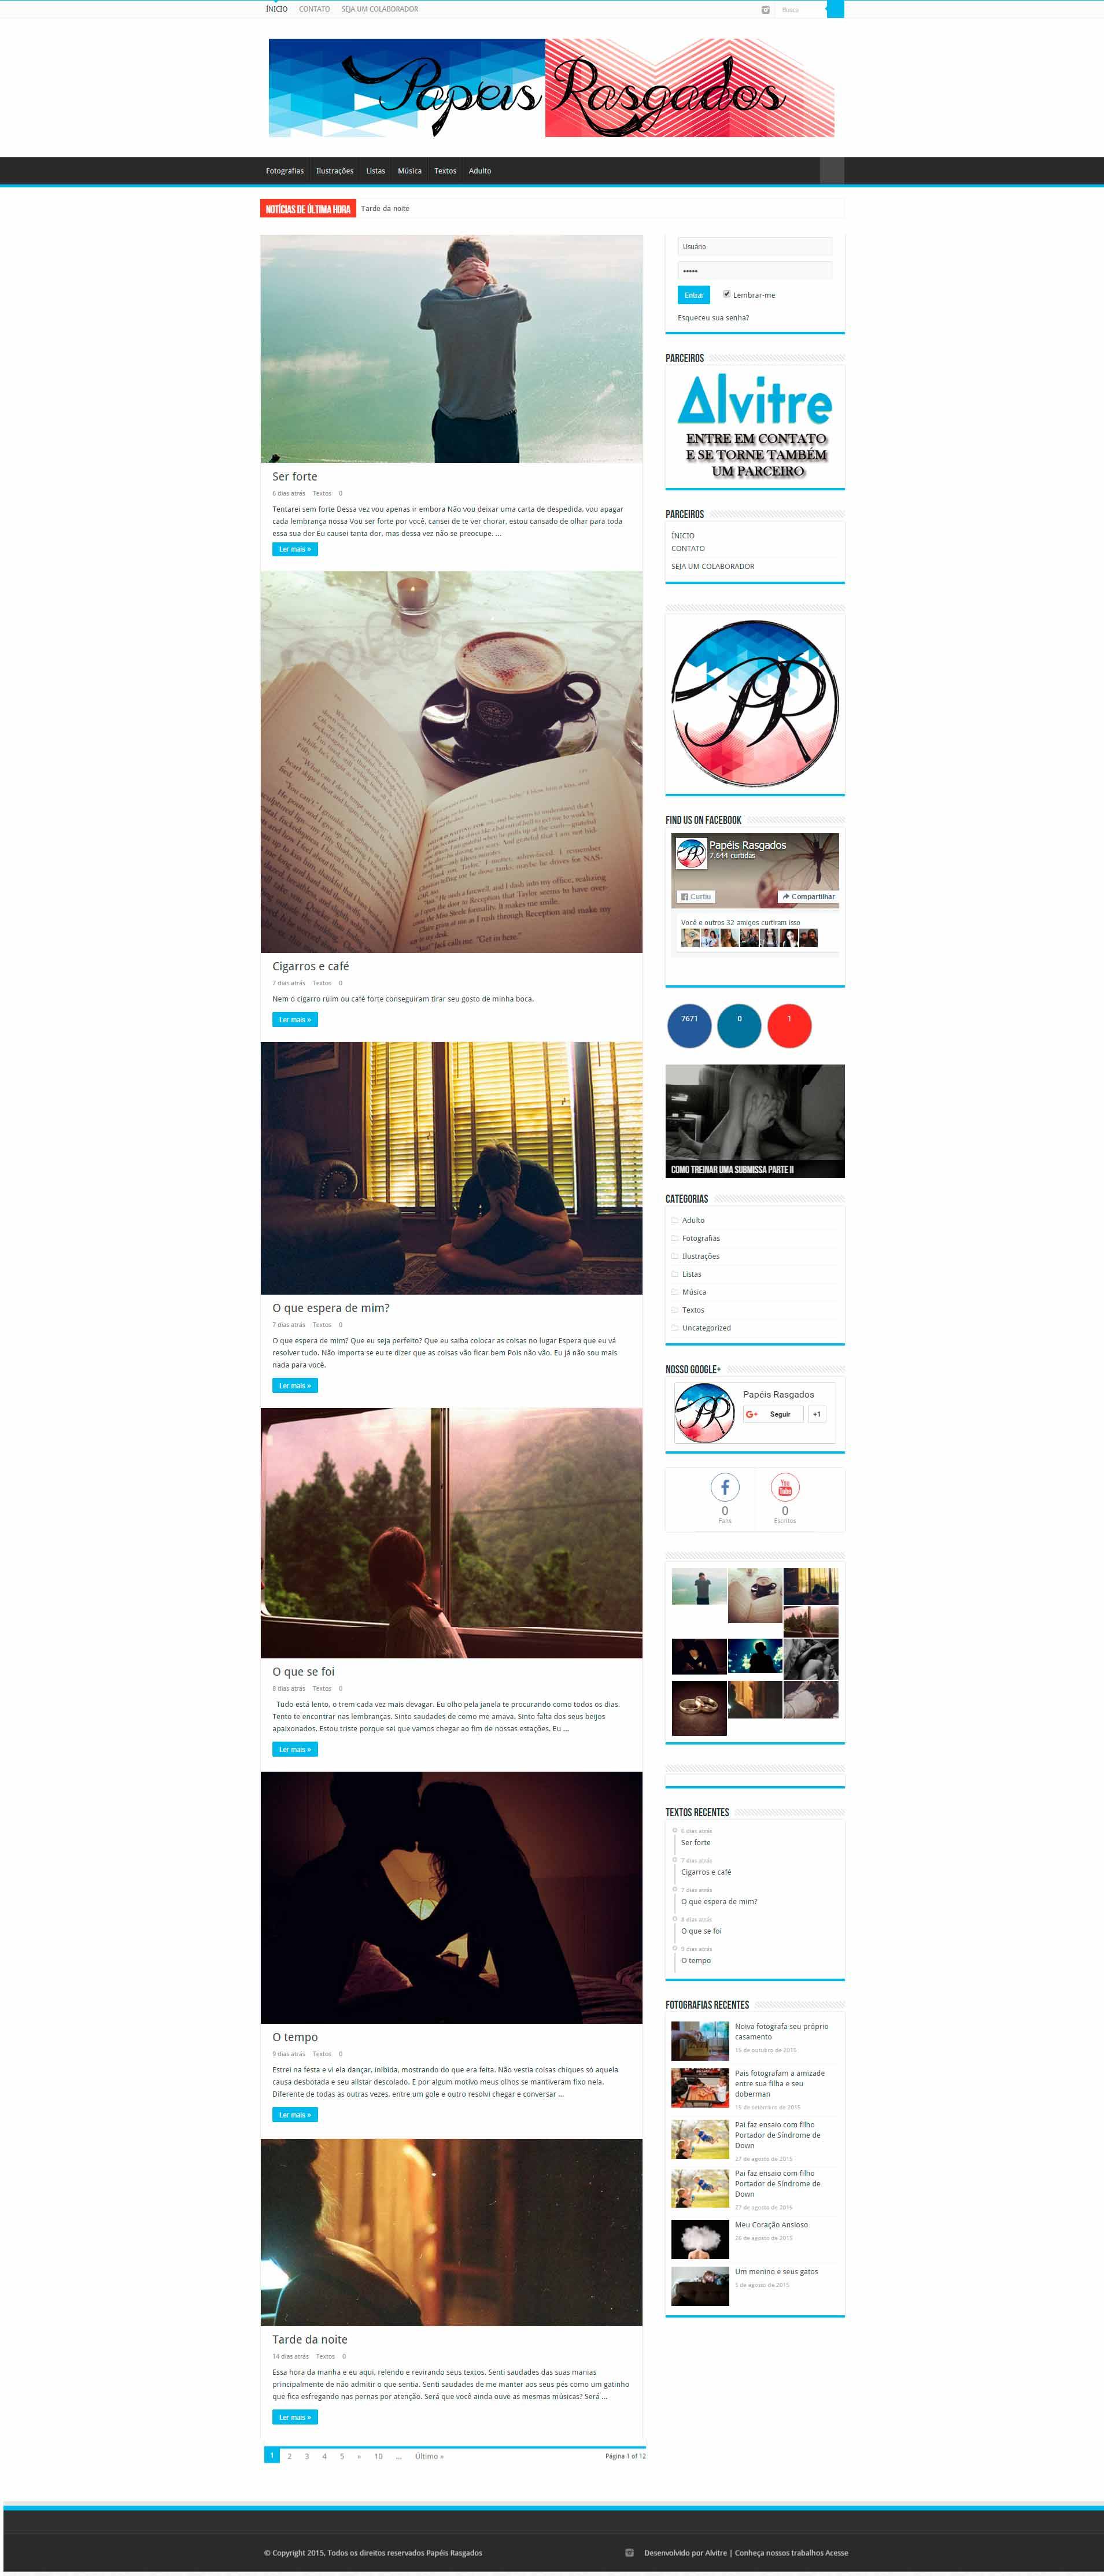 ÍNICIO CONTATO SEJA UM COLABORADOR
Busca
Papéis Rasgados
Fotografias Ilustrações Listas Música Textos Adulto
NOTÍCIAS DE ÚLTIMA HORA Tarde da noite
Ser forte
6 dias atrás Textos 0
Tentarei sem forte Dessa vez vou apenas ir embora Não vou deixar uma carta de despedida, vou apagar
cada lembrança nossa Vou ser forte por você, cansei de te ver chorar, estou cansado de olhar para toda
essa sua dor Eu causei tanta dor, mas dessa vez não se preocupe. ...
Ler mais »
Cigarros e café
7 dias atrás Textos 0
Nem o cigarro ruim ou café forte conseguiram tirar seu gosto de minha boca.
Ler mais »
O que espera de mim?
7 dias atrás Textos 0
O que espera de mim? Que eu seja perfeito? Que eu saiba colocar as coisas no lugar Espera que eu vá
resolver tudo. Não importa se eu te dizer que as coisas vão ficar bem Pois não vão. Eu já não sou mais
nada para você.
Ler mais »
O que se foi
8 dias atrás Textos 0
Tudo está lento, o trem cada vez mais devagar. Eu olho pela janela te procurando como todos os dias.
Tento te encontrar nas lembranças. Sinto saudades de como me amava. Sinto falta dos seus beijos
apaixonados. Estou triste porque sei que vamos chegar ao fim de nossas estações. Eu ...
Ler mais »
O tempo
9 dias atrás Textos 0
Estrei na festa e vi ela dançar, inibida, mostrando do que era feita. Não vestia coisas chiques só aquela
causa desbotada e seu allstar descolado. E por algum motivo meus olhos se mantiveram fixo nela.
Diferente de todas as outras vezes, entre um gole e outro resolvi chegar e conversar ...
Ler mais »
Tarde da noite
14 dias atrás Textos 0
Essa hora da manha e eu aqui, relendo e revirando seus textos. Senti saudades das suas manias
principalmente de não admitir o que sentia. Senti saudades de me manter aos seus pés como um gatinho
que fica esfregando nas pernas por atenção. Será que você ainda ouve as mesmas músicas? Será ...
Ler mais »
1 2 3 4 5 » 10 ... Último » Página 1 of 12
Usuário
•••••
Entrar Lembrar-me
Esqueceu sua senha?
PARCEIROS
Alvitre
ENTRE EM CONTATO
E SE TORNE TAMBÉM
UM PARCEIRO
PARCEIROS
ÍNICIO
CONTATO
SEJA UM COLABORADOR
PR
FIND US ON FACEBOOK
Papéis Rasgados
7.644 curtidas
Curtiu Compartilhar
Você e outros 32 amigos curtiram isso
7671 0 1
COMO TREINAR UMA SUBMISSA PARTE II
CATEGORIAS
Adulto
Fotografias
Ilustrações
Listas
Música
Textos
Uncategorized
NOSSO GOOGLE+
Papéis Rasgados
G+ Seguir +1
You Tube
0 0
Fans Escritos
TEXTOS RECENTES
6 dias atrás
Ser forte
7 dias atrás
Cigarros e café
7 dias atrás
O que espera de mim?
8 dias atrás
O que se foi
9 dias atrás
O tempo
FOTOGRAFIAS RECENTES
Noiva fotografa seu próprio
casamento
15 de outubro de 2015
Pais fotografam a amizade
entre sua filha e seu
doberman
15 de setembro de 2015
Pai faz ensaio com filho
Portador de Síndrome de
Down
27 de agosto de 2015
Pai faz ensaio com filho
Portador de Síndrome de
Down
27 de agosto de 2015
Meu Coração Ansioso
26 de agosto de 2015
Um menino e seus gatos
5 de agosto de 2015
© Copyright 2015, Todos os direitos reservados Papéis Rasgados
Desenvolvido por Alvitre | Conheça nossos trabalhos Acesse